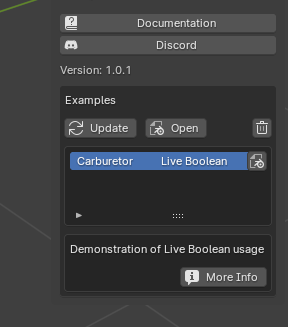 Documentation
Discord
Version: 1.0.1
Examples
Update Open
Carburetor Live Boolean
Demonstration of Live Boolean usage
More Info